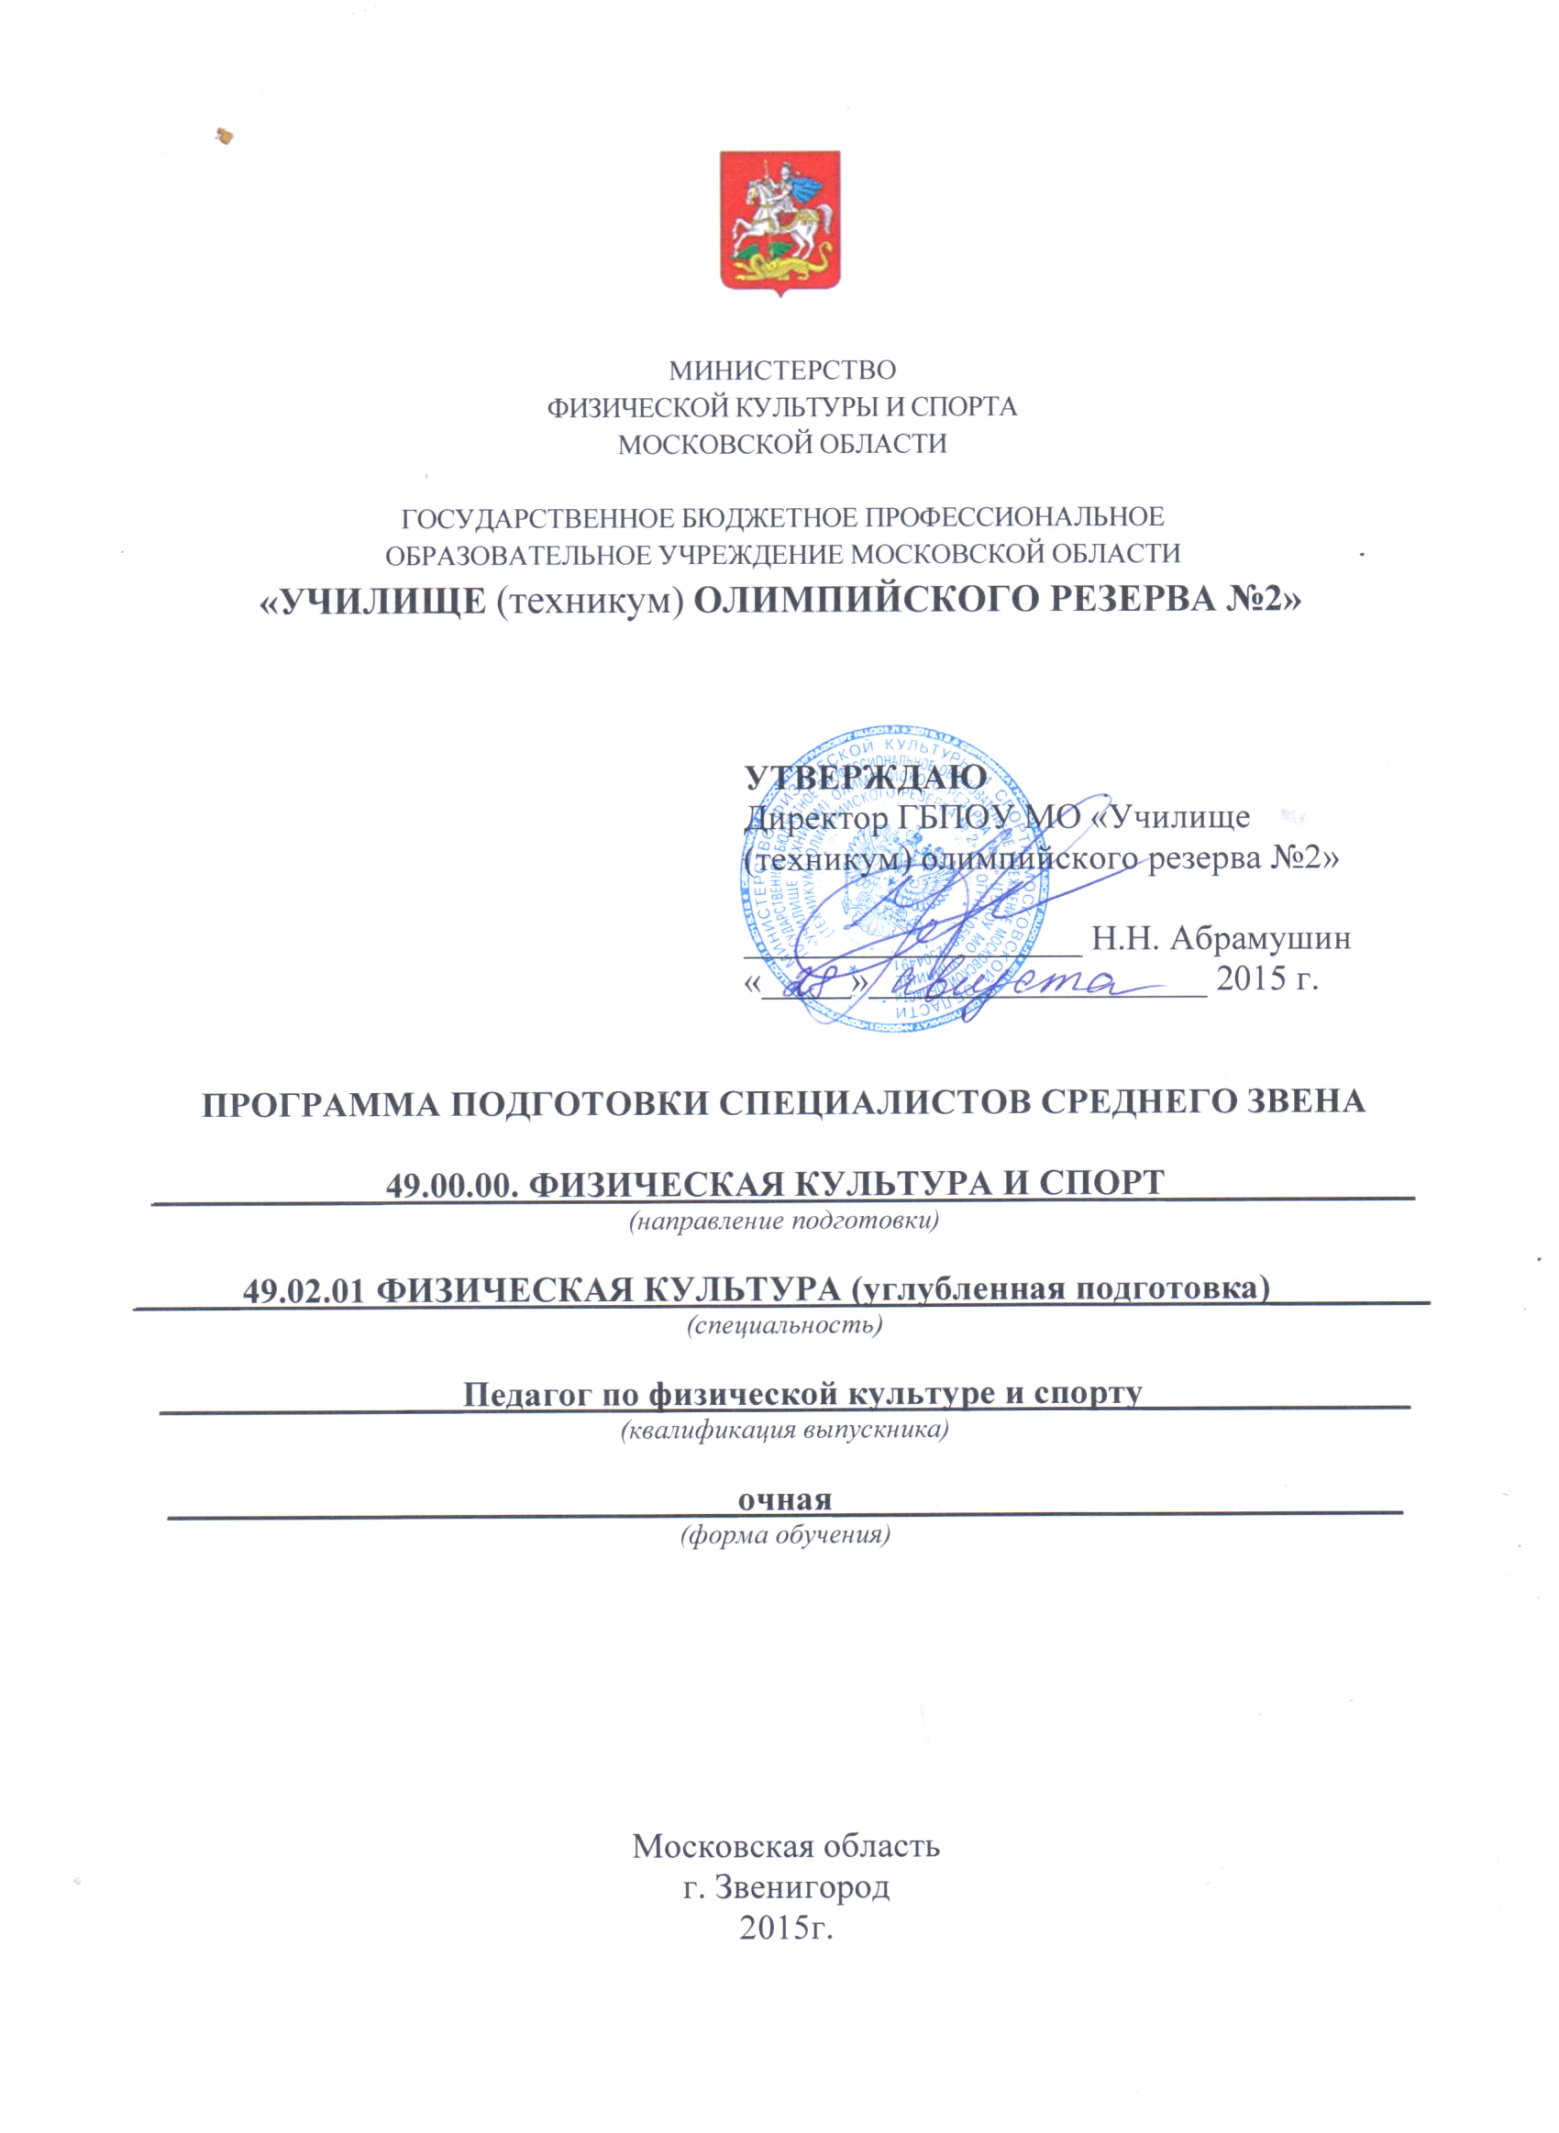 МИНИСТЕРСТВО
ФИЗИЧЕСКОЙ КУЛЬТУРЫ И СПОРТА
МОСКОВСКОЙ ОБЛАСТИ
ГОСУДАРСТВЕННОЕ БЮДЖЕТНОЕ ПРОФЕССИОНАЛЬНОЕ
ОБРАЗОВАТЕЛЬНОЕ УЧРЕЖДЕНИЕ МОСКОВСКОЙ ОБЛАСТИ
«УЧИЛИЩЕ (техникум) ОЛИМПИЙСКОГО РЕЗЕРВА №2»
УТВЕРЖДАЮ
Директор ГБПОУ МО «Училище
(техникум) олимпийского резерва №2»
Н.Н. Абрамушин
«28» августа 2015 г.
ПРОГРАММА ПОДГОТОВКИ СПЕЦИАЛИСТОВ СРЕДНЕГО ЗВЕНА
49.00.00. ФИЗИЧЕСКАЯ КУЛЬТУРА И СПОРТ
(направление подготовки)
49.02.01 ФИЗИЧЕСКАЯ КУЛЬТУРА (углубленная подготовка)
(специальность)
Педагог по физической культуре и спорту
(квалификация выпускника)
очная
(форма обучения)
Московская область
г. Звенигород
2015г.